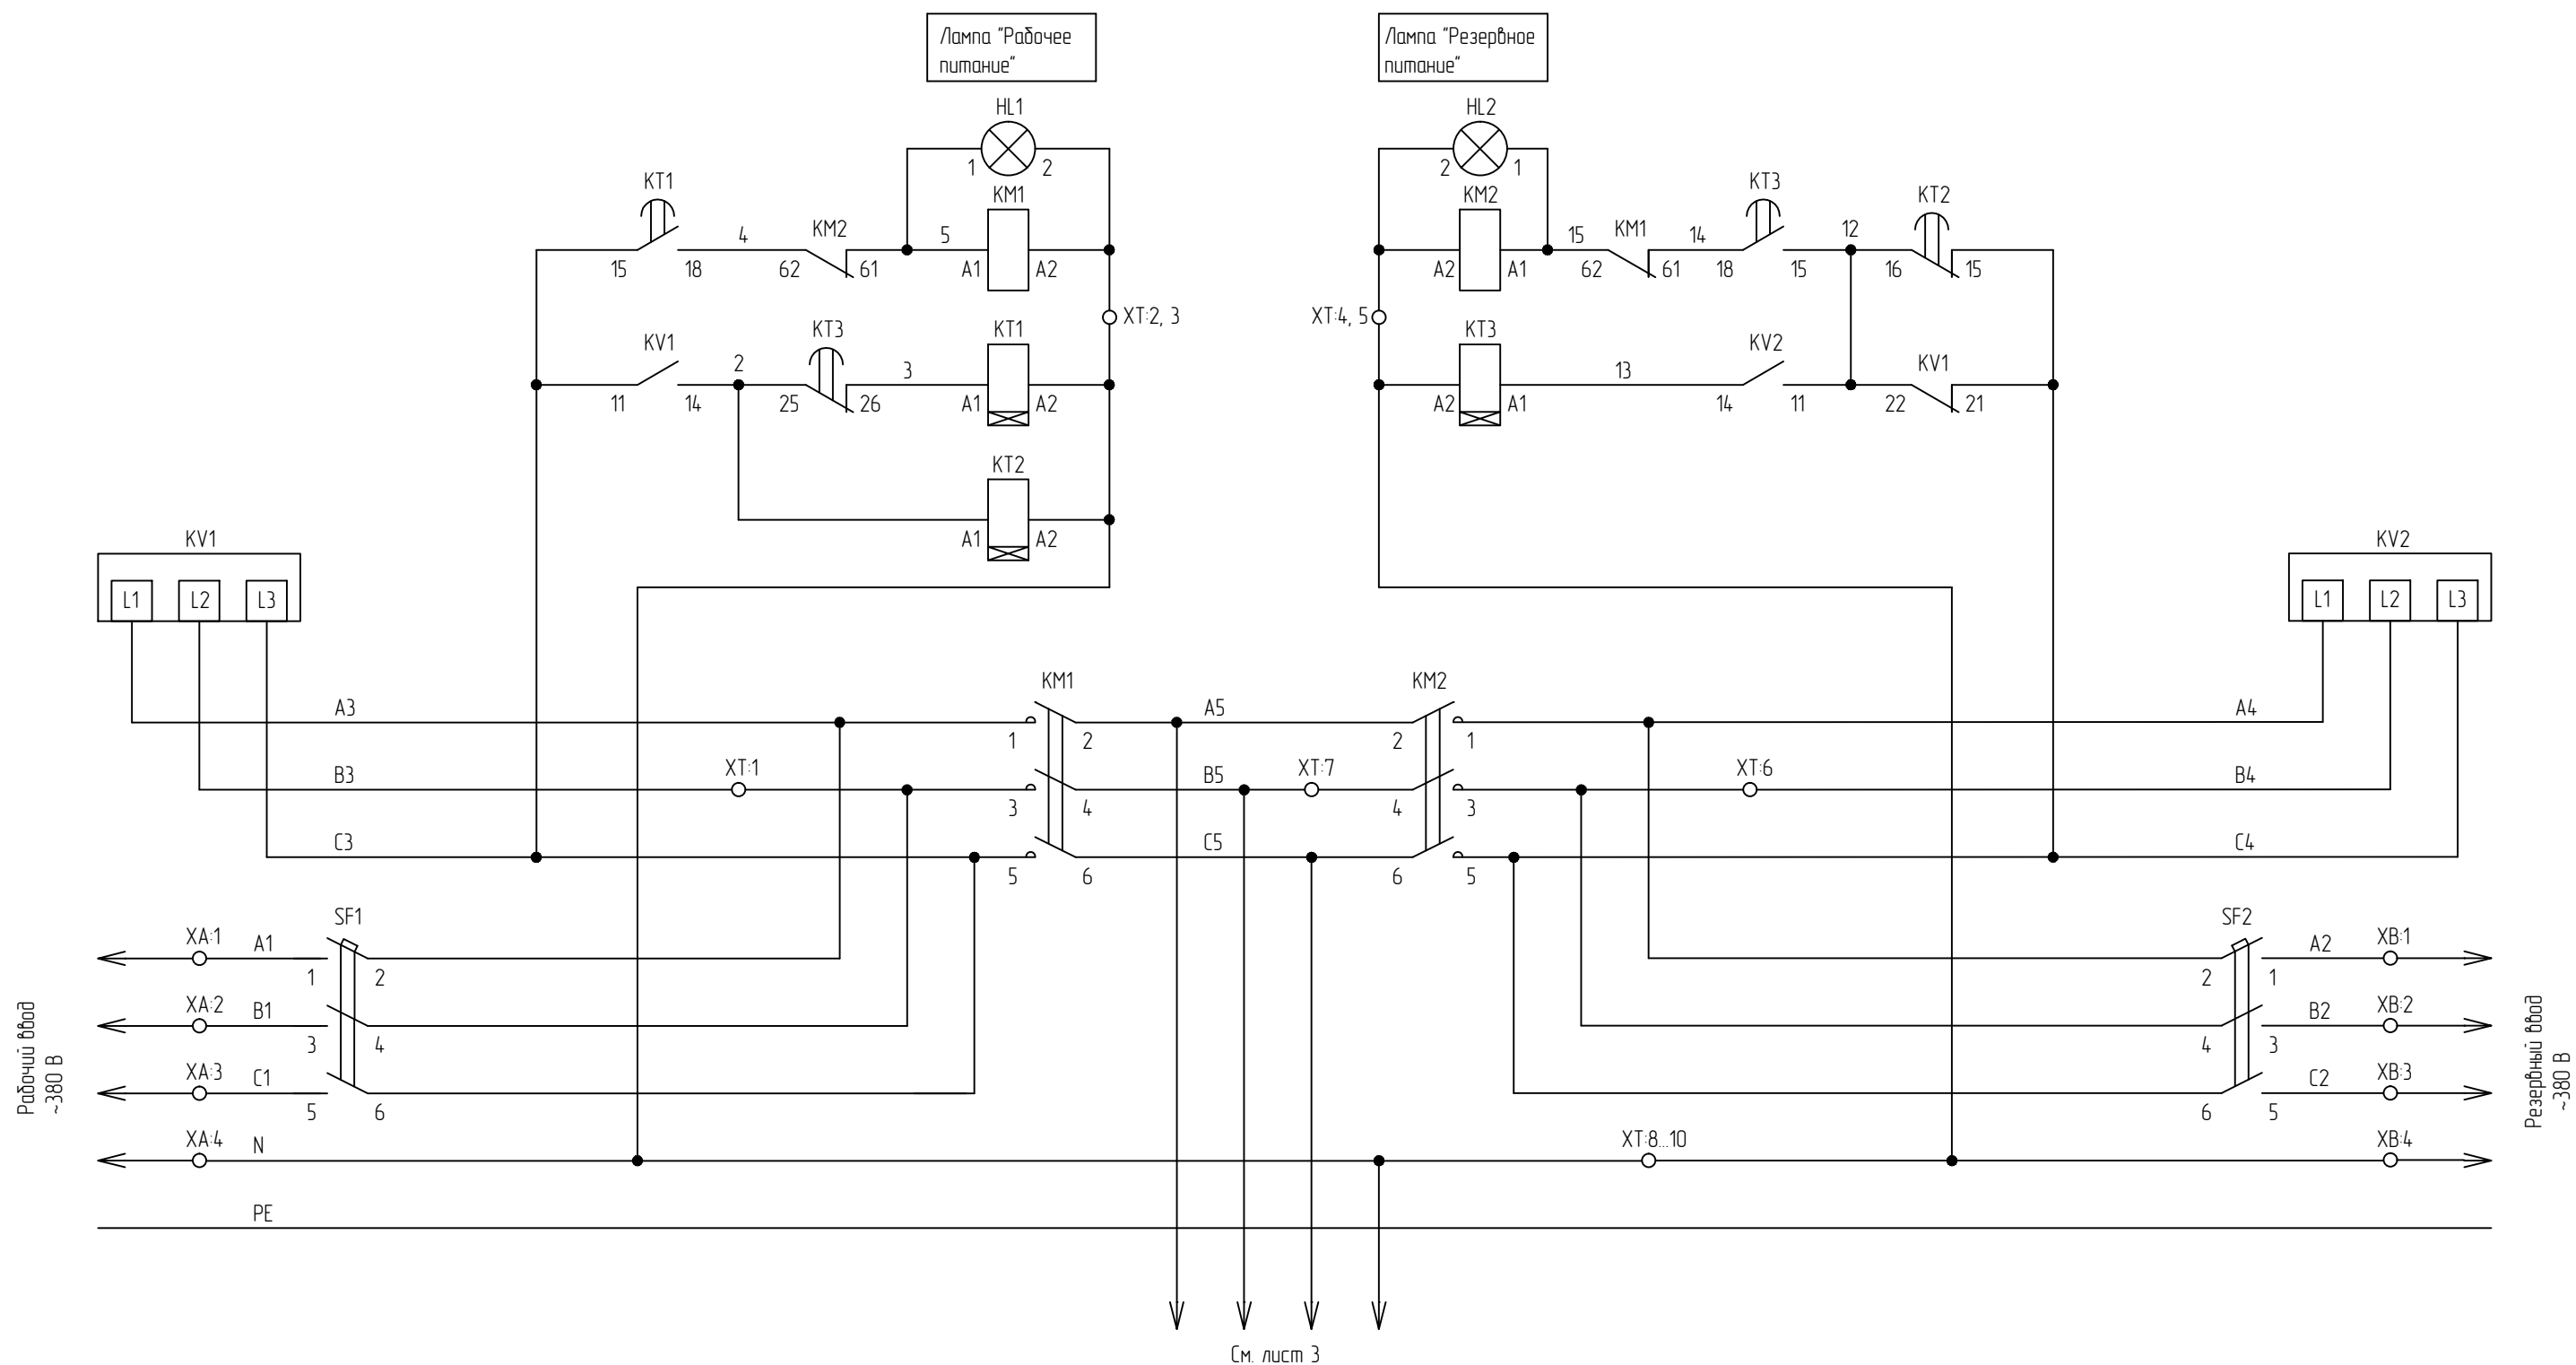 Лампа "Рабочее
питание"
Лампа "Резервное
питание"
HL1
HL2
1
2
2
1
KT1
KM1
KM2
KT3
KT2
4
KM2
5
15
KM1
14
12
15
18
62
61
A1
A2
A2
A1
62
61
18
15
16
15
XT:2, 3
XT:4, 5
KV1
KT3
KT1
KT3
KV2
KV1
2
3
13
11
14
25
26
A1
A2
A2
A1
14
11
22
21
KT2
A1
A2
KV1
KV2
L1
L2
L3
L1
L2
L3
KM1
KM2
A3
A5
A4
1
2
2
1
B3
XT:1
B5
XT:7
XT:6
B4
3
4
4
3
C3
C5
C4
5
6
6
5
SF1
SF2
XA:1
A1
A2
XB:1
1
2
2
1
XA:2
B1
B2
XB:2
3
4
4
3
XA:3
C1
C2
XB:3
5
6
6
5
XA:4
N
XT:8...10
XB:4
PE
Рабочий ввод
~380 В
Резервный ввод
~380 В
См. лист 3